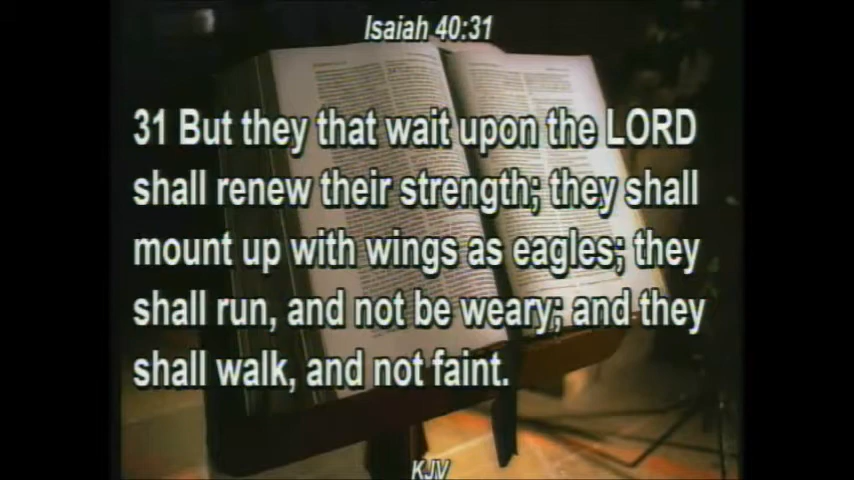 Isaiah 40:31
31 But they that wait upon the LORD
shall renew their strength; they shall
mount up with wings as eagles; they
shall run, and not be weary; and they
shall walk, and not faint.
KJV